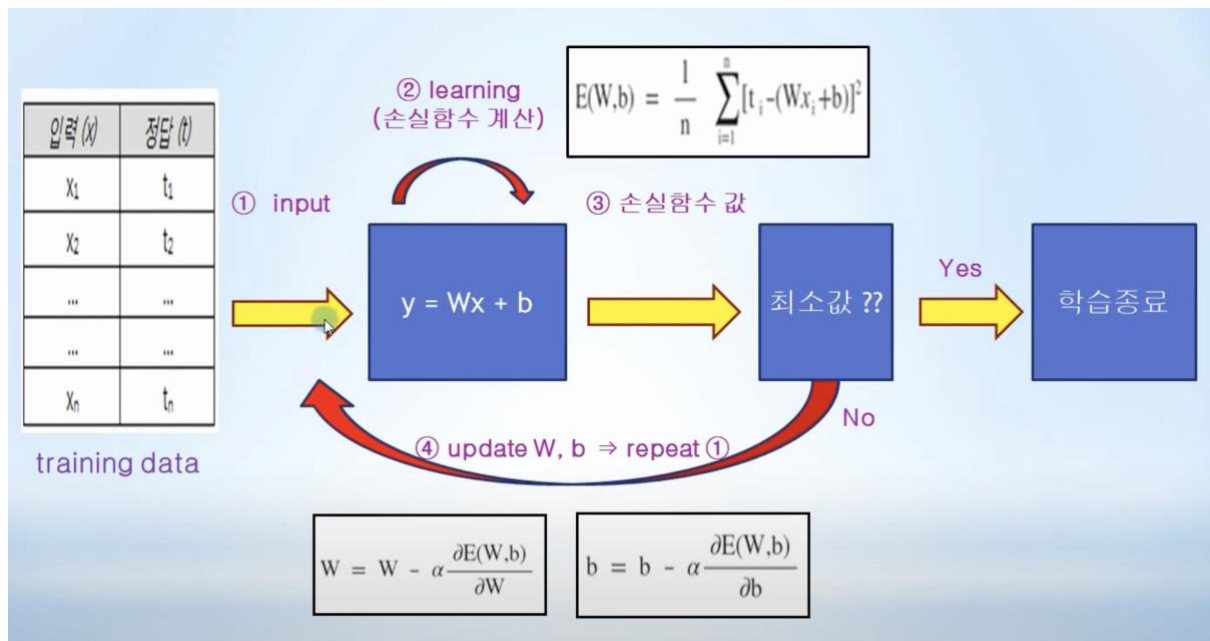 입력 (x) 정답 (t)
x₁ t₁
x₂ t₂
... ...
... ...
xₙ tₙ
training data
① input
② learning
(손실함수 계산)
E(W,b) = 1/n Σᵢ₌₁ⁿ [tᵢ-(Wxᵢ+b)]²
y = Wx + b
③ 손실함수 값
최소값 ??
Yes
학습종료
No
④ update W, b ⇒ repeat ①
W = W - α ∂E(W,b)/∂W
b = b - α ∂E(W,b)/∂b